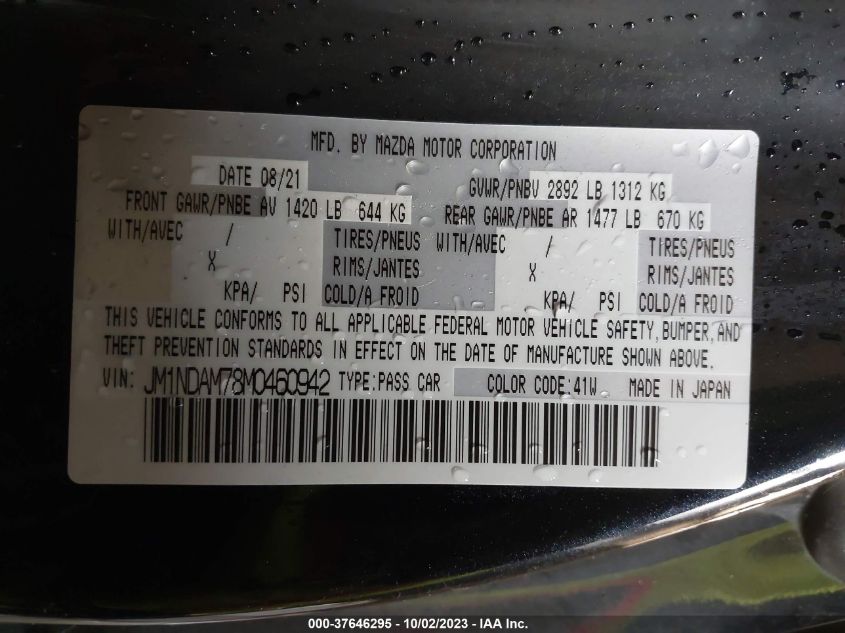 MFD. BY MAZDA MOTOR CORPORATION
DATE 08/21 GVWR/PNBV 2892 LB 1312 KG
FRONT GAWR/PNBE AV 1420 LB 644 KG REAR GAWR/PNBE AR 1477 LB 670 KG
WITH/AVEC / TIRES/PNEUS WITH/AVEC / TIRES/PNEUS
X RIMS/JANTES X RIMS/JANTES
KPA/ PSI COLD/A FROID KPA/ PSI COLD/A FROID
THIS VEHICLE CONFORMS TO ALL APPLICABLE FEDERAL MOTOR VEHICLE SAFETY,BUMPER,AND
THEFT PREVENTION STANDARDS IN EFFECT ON THE DATE OF MANUFACTURE SHOWN ABOVE.
VIN: JM1NDAM78M0460942 TYPE:PASS CAR COLOR CODE:41W MADE IN JAPAN
000-37646295 - 10/02/2023 - IAA Inc.